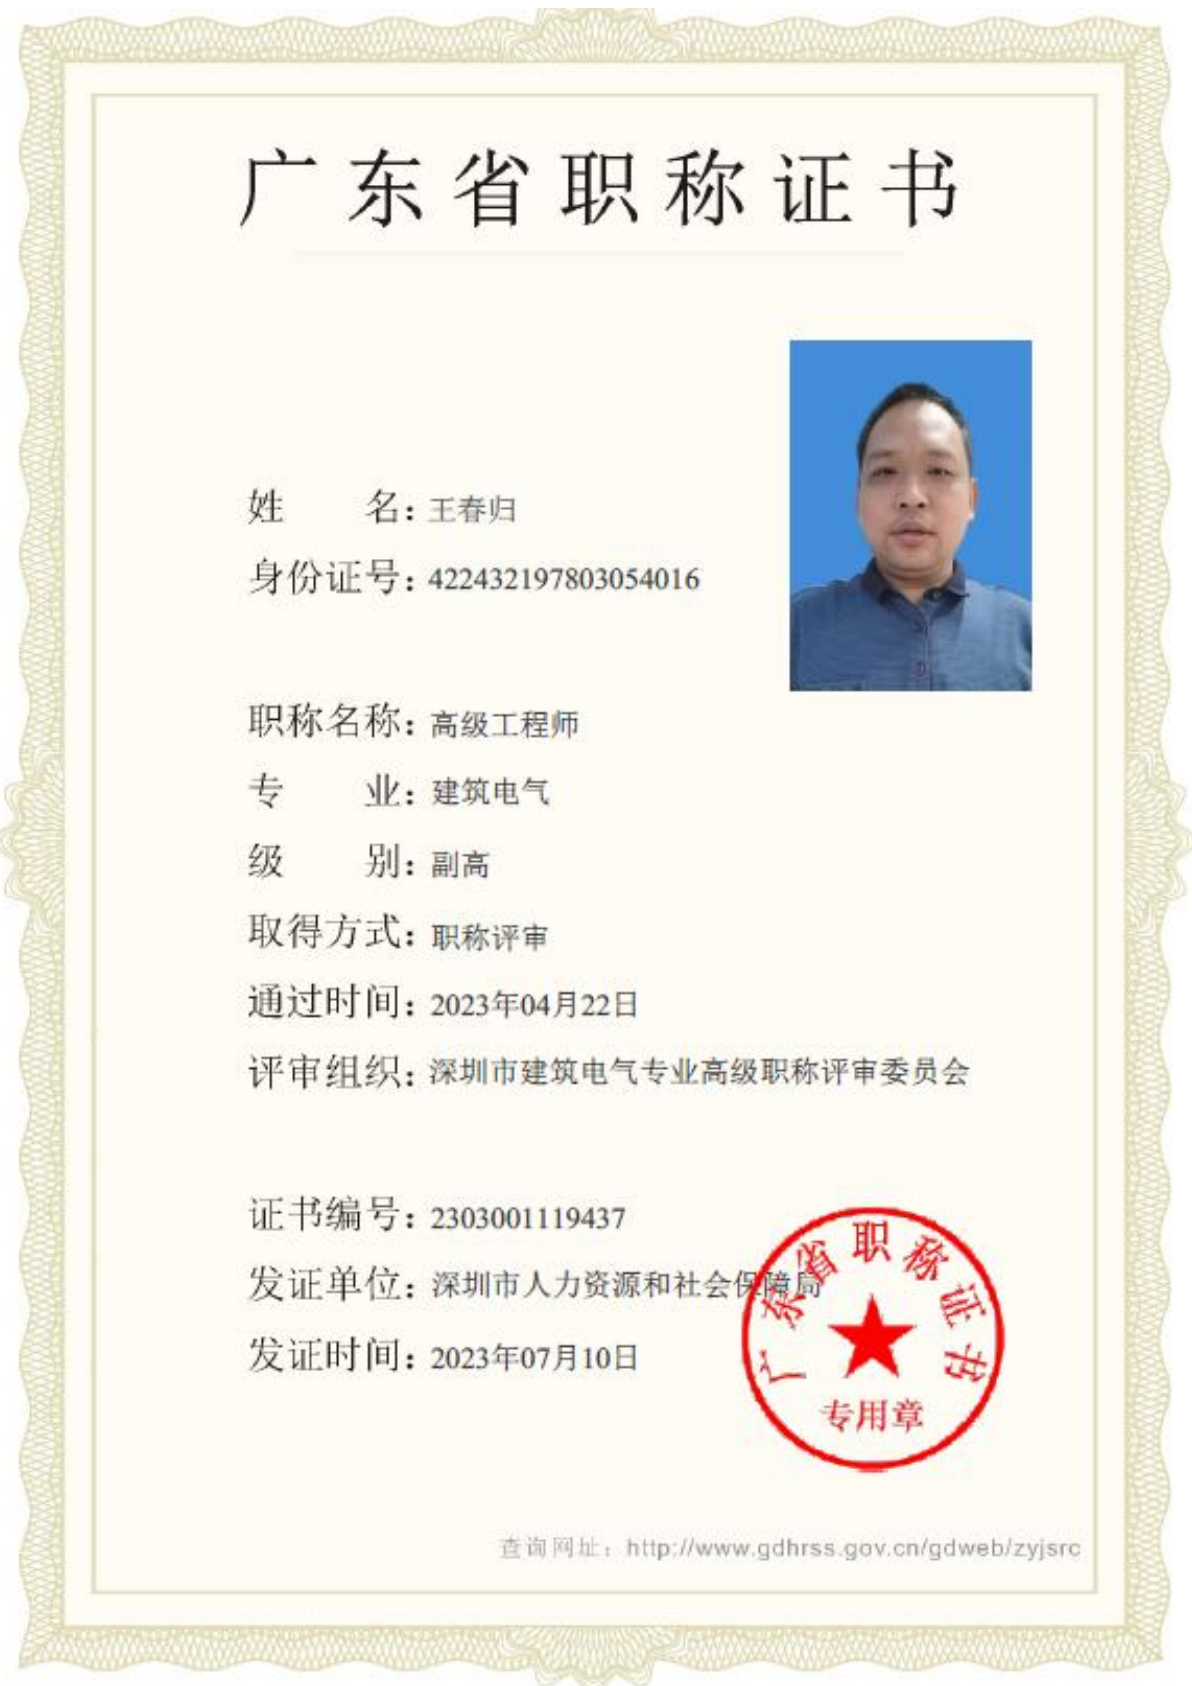 广东省职称证书
姓 名：王春归
身份证号：422432197803054016
职称名称：高级工程师
专 业：建筑电气
级 别：副高
取得方式：职称评审
通过时间：2023年04月22日
评审组织：深圳市建筑电气专业高级职称评审委员会
证书编号：2303001119437
发证单位：深圳市人力资源和社会保障局
发证时间：2023年07月10日
广东省职称证书
专用章
查询网址：http://www.gdhrss.gov.cn/gdweb/zyjsrc